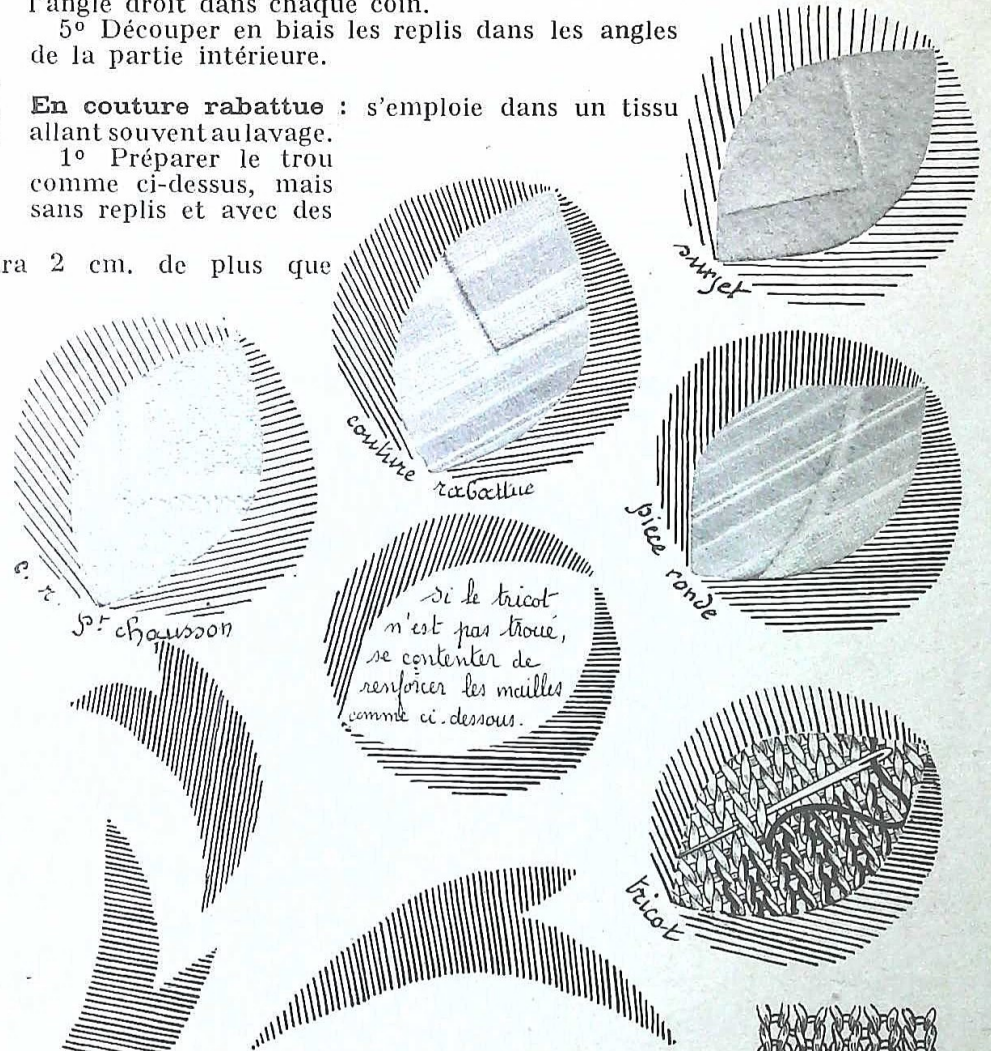 l'angle droit dans chaque coin.
5º Découper en biais les replis dans les angles
de la partie intérieure.
En couture rabattue : s'emploie dans un tissu
allant souvent au lavage.
1º Préparer le trou
comme ci-dessus, mais
sans replis et avec des
ra 2 cm. de plus que
surjet
couture
rabattue
pièce
ronde
c. r.
pt chausson
si le tricot
n'est pas troué,
se contenter de
renforcer les mailles
comme ci-dessous.
tricot